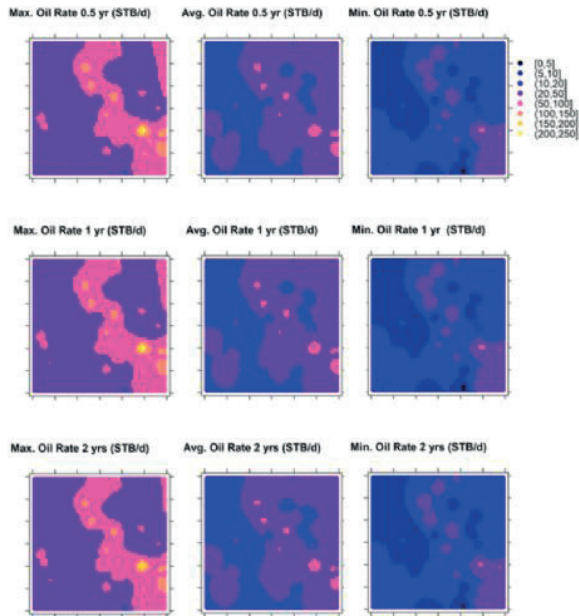 Max. Oil Rate 0.5 yr (STB/d)
Avg. Oil Rate 0.5 yr (STB/d)
Min. Oil Rate 0.5 yr (STB/d)
[0,5]
(5,10]
(10,20]
(20,50]
(50,100]
(100,150]
(150,200]
(200,250]
Max. Oil Rate 1 yr (STB/d)
Avg. Oil Rate 1 yr (STB/d)
Min. Oil Rate 1 yr (STB/d)
Max. Oil Rate 2 yrs (STB/d)
Avg. Oil Rate 2 yrs (STB/d)
Min. Oil Rate 2 yrs (STB/d)